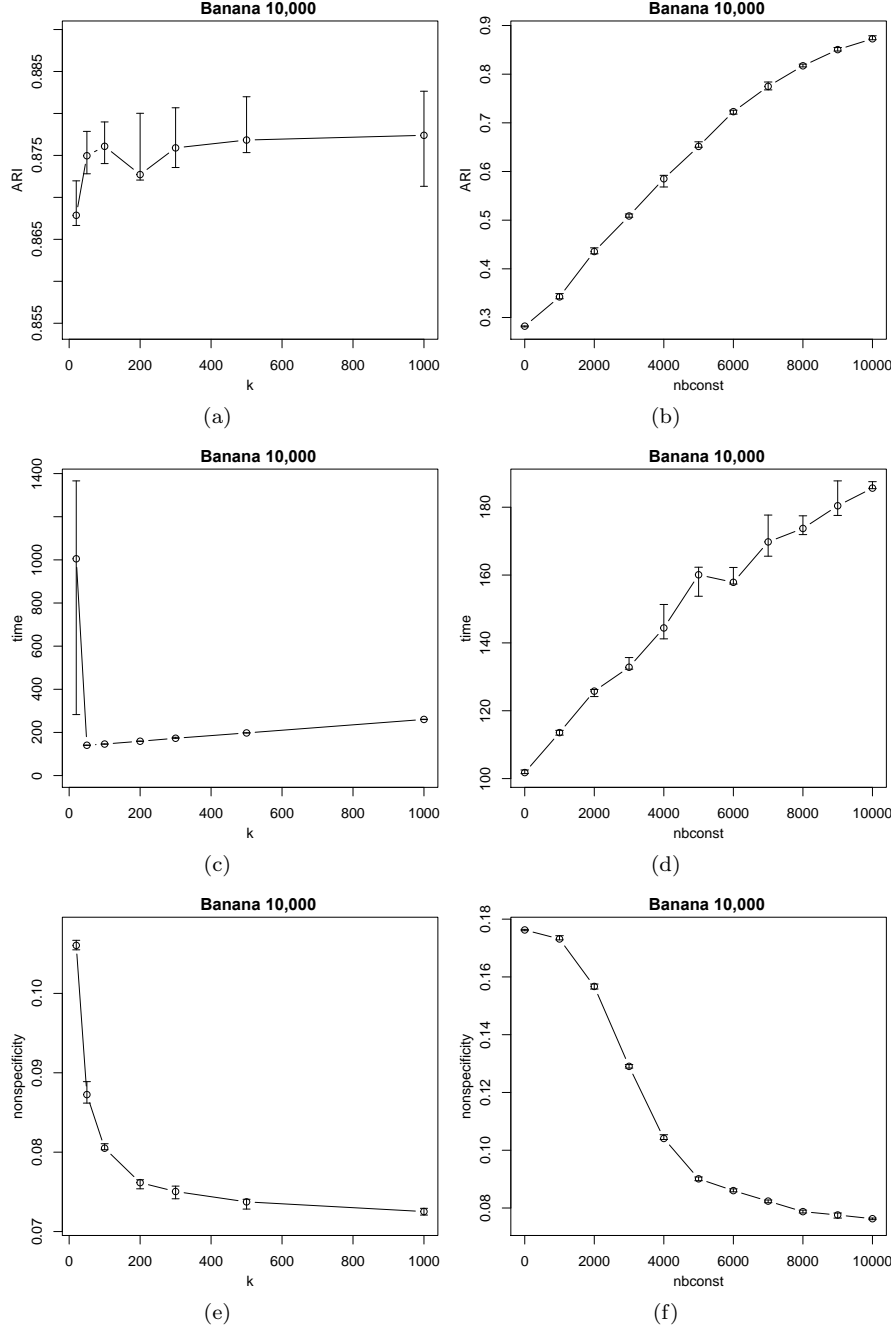 Banana 10,000
ARI
0.855 0.865 0.875 0.885
0 200 400 600 800 1000
k
(a)
Banana 10,000
ARI
0.3 0.4 0.5 0.6 0.7 0.8 0.9
0 2000 4000 6000 8000 10000
nbconst
(b)
Banana 10,000
time
0 200 400 600 800 1000 1200 1400
0 200 400 600 800 1000
k
(c)
Banana 10,000
time
100 120 140 160 180
0 2000 4000 6000 8000 10000
nbconst
(d)
Banana 10,000
nonspecificity
0.07 0.08 0.09 0.10
0 200 400 600 800 1000
k
(e)
Banana 10,000
nonspecificity
0.08 0.10 0.12 0.14 0.16 0.18
0 2000 4000 6000 8000 10000
nbconst
(f)